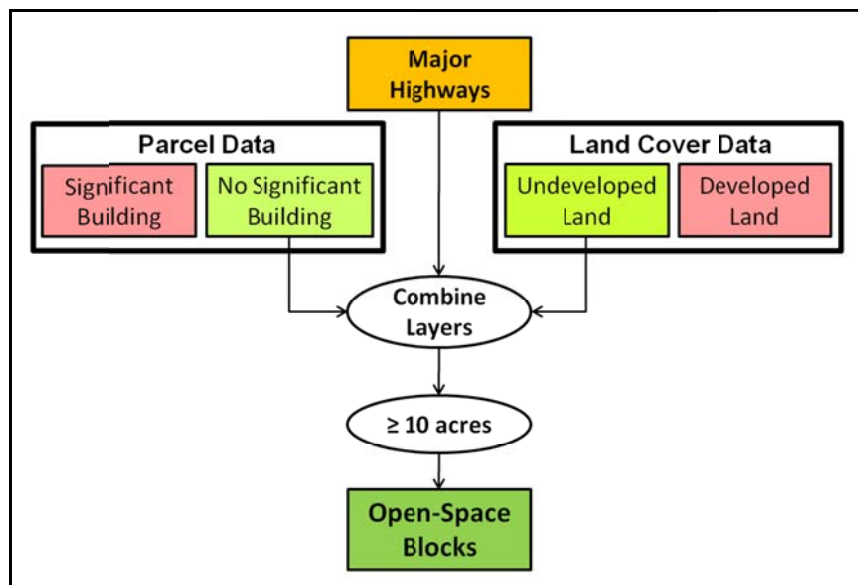 Major
Highways
Parcel Data
Significant
Building
No Significant
Building
Land Cover Data
Undeveloped
Land
Developed
Land
Combine
Layers
≥ 10 acres
Open-Space
Blocks